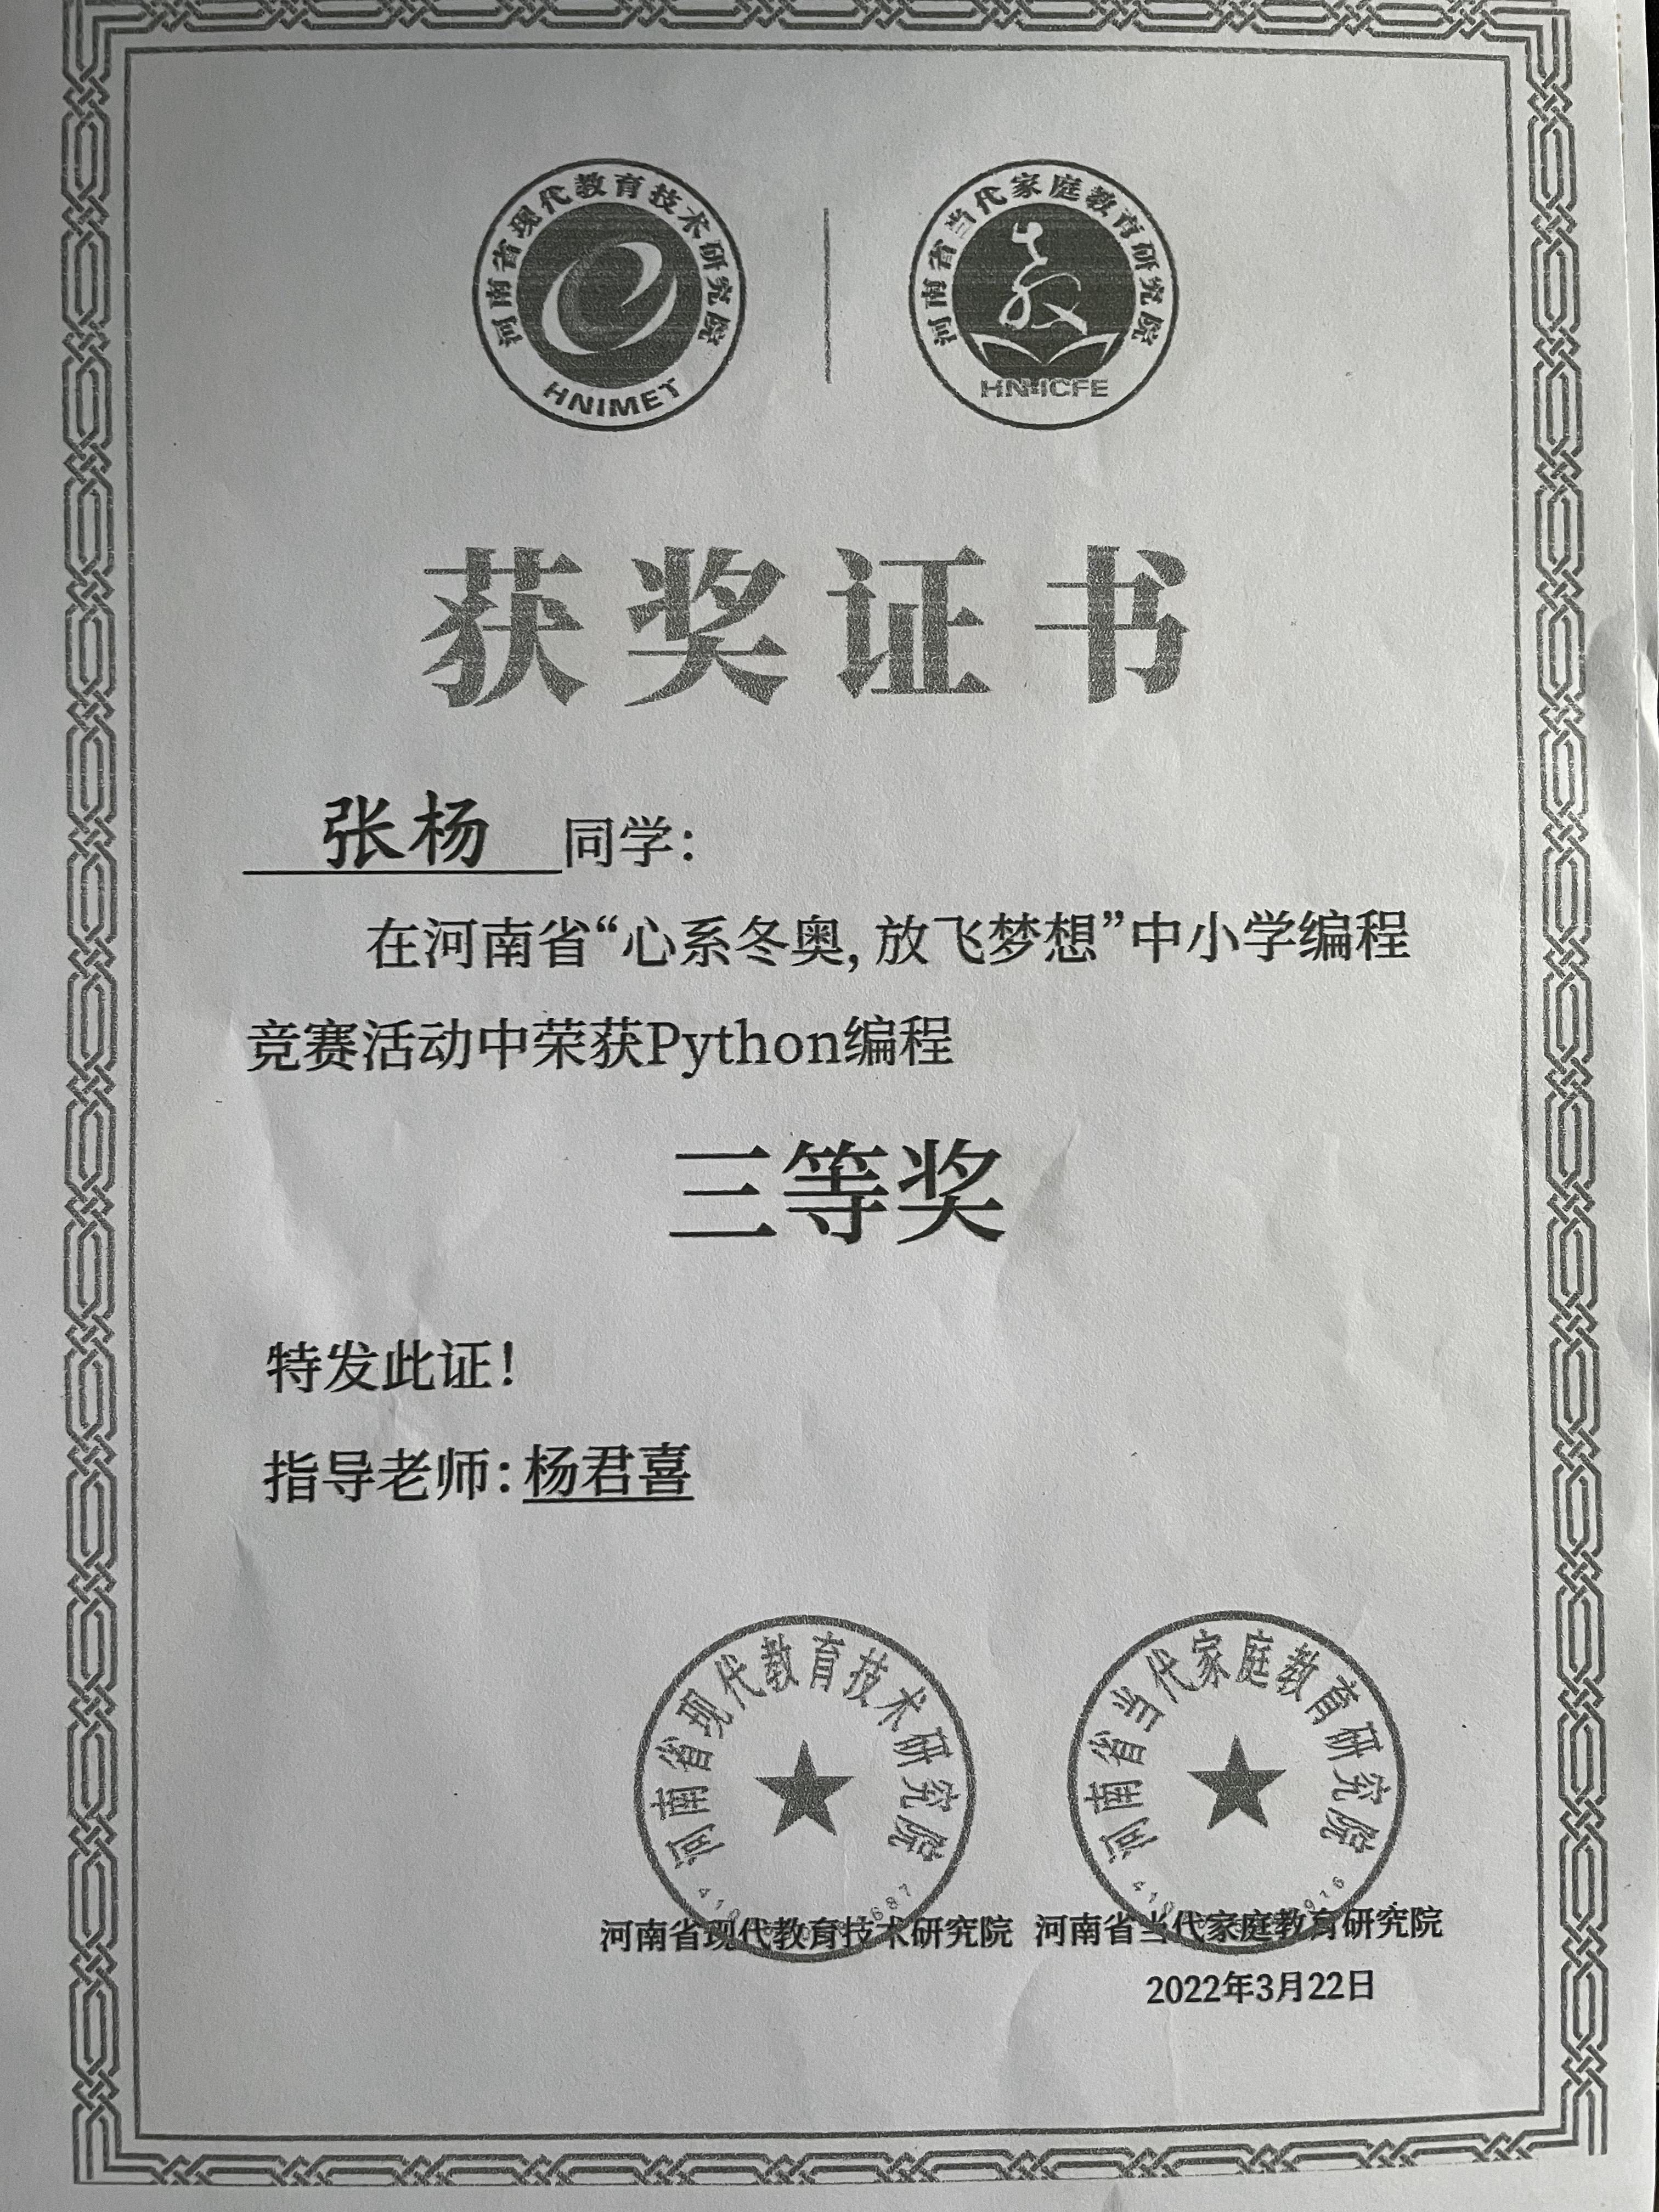 河南省现代教育技术研究院
HNIMET
河南省当代家庭教育研究院
HN-ICFE
获奖证书
张杨 同学：
在河南省“心系冬奥，放飞梦想”中小学编程
竞赛活动中荣获Python编程
三等奖
特发此证！
指导老师：杨君喜
河南省现代教育技术研究院
河南省当代家庭教育研究院
河南省现代教育技术研究院 河南省当代家庭教育研究院
2022年3月22日